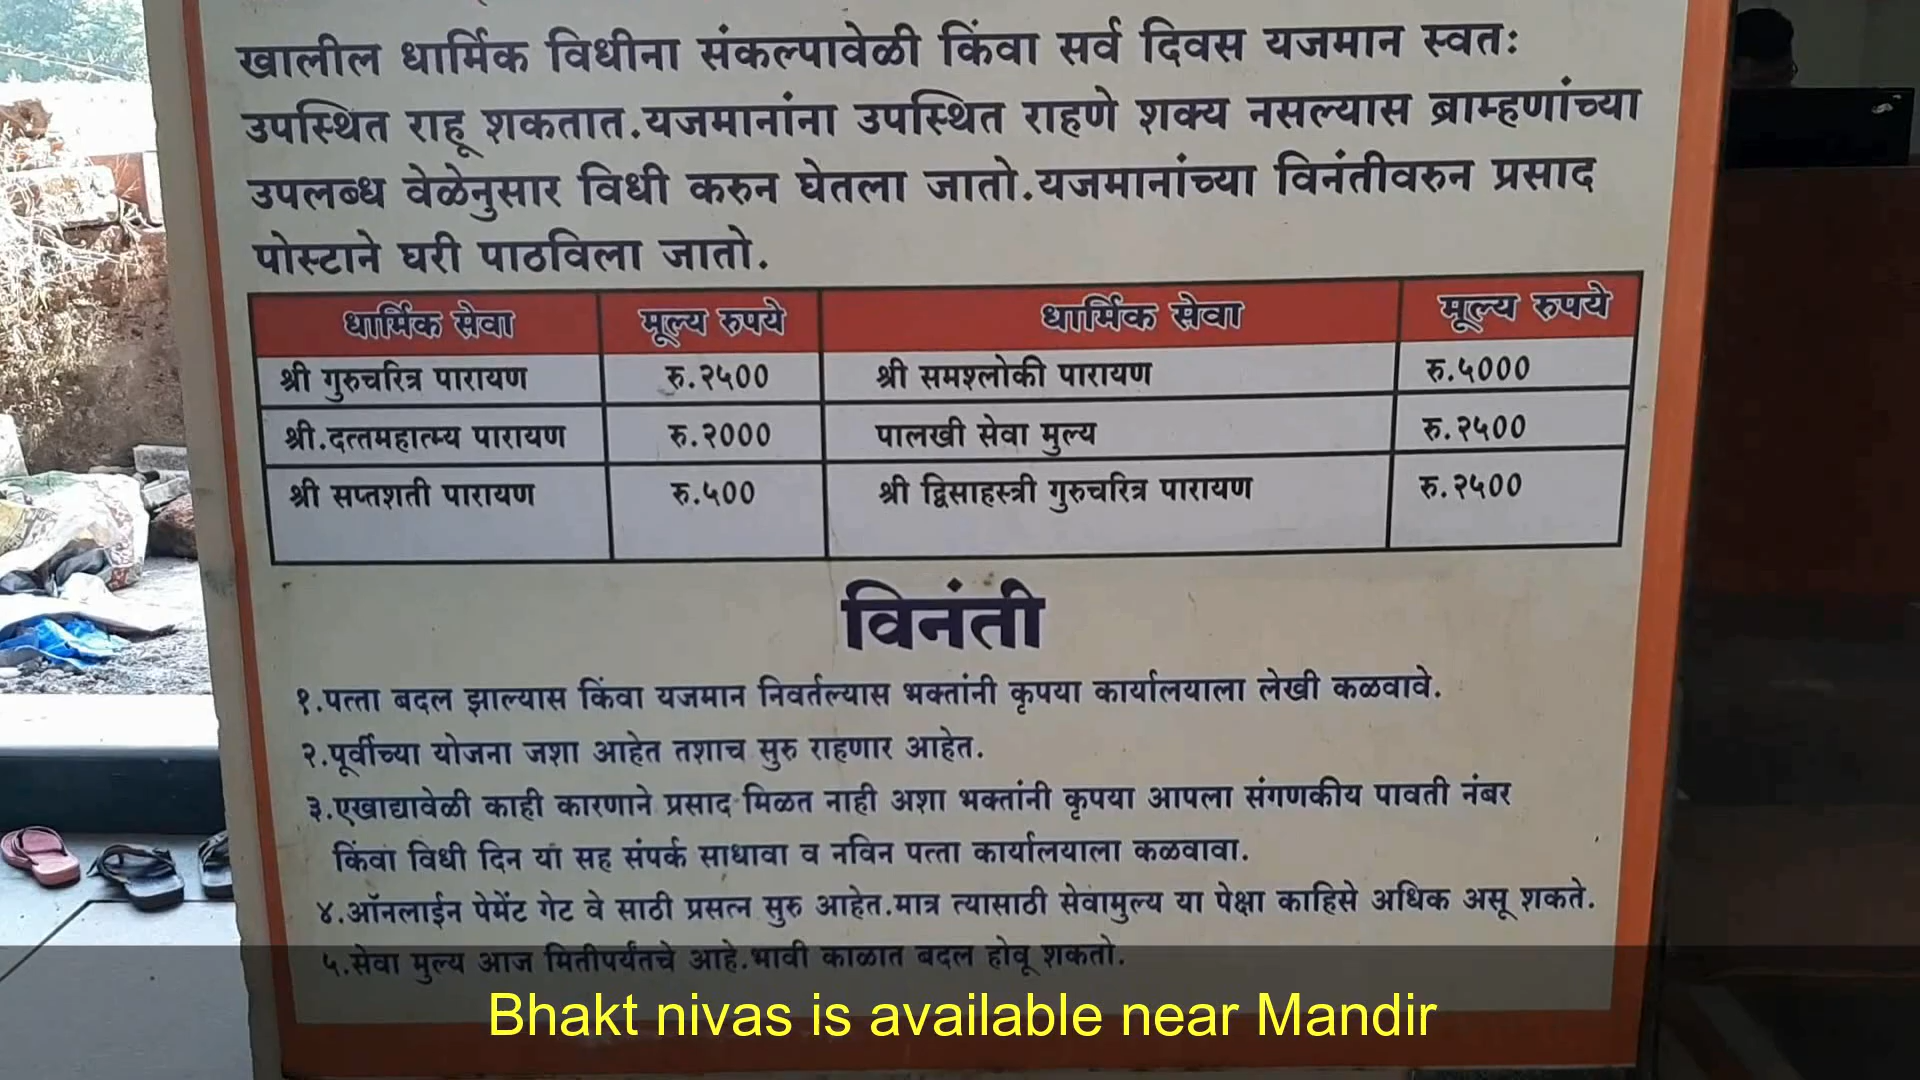 खालील धार्मिक विधीना संकल्पावेळी किंवा सर्व दिवस यजमान स्वतः
उपस्थित राहू शकतात.यजमानांना उपस्थित राहणे शक्य नसल्यास ब्राम्हणांच्या
उपलब्ध वेळेनुसार विधी करुन घेतला जातो.यजमानांच्या विनंतीवरुन प्रसाद
पोस्टाने घरी पाठविला जातो.
धार्मिक सेवा मूल्य रुपये धार्मिक सेवा मूल्य रुपये
श्री गुरुचरित्र पारायण रु.२५०० श्री समश्लोकी पारायण रु.५०००
श्री.दत्तमहात्म्य पारायण रु.२००० पालखी सेवा मुल्य रु.२५००
श्री सप्तशती पारायण रु.५०० श्री द्विसाहस्त्री गुरुचरित्र पारायण रु.२५००
विनंती
१.पत्ता बदल झाल्यास किंवा यजमान निवर्तल्यास भक्तांनी कृपया कार्यालयाला लेखी कळवावे.
२.पूर्वीच्या योजना जशा आहेत तशाच सुरु राहणार आहेत.
३.एखाद्यावेळी काही कारणाने प्रसाद मिळत नाही अशा भक्तांनी कृपया आपला संगणकीय पावती नंबर
किंवा विधी दिन या सह संपर्क साधावा व नविन पत्ता कार्यालयाला कळवावा.
४.ऑनलाईन पेमेंट गेट वे साठी प्रसत्न सुरु आहेत.मात्र त्यासाठी सेवामुल्य या पेक्षा काहिसे अधिक असू शकते.
५.सेवा मुल्य आज मितीपर्यंतचे आहे.भावी काळात बदल होवू शकतो.
Bhakt nivas is available near Mandir